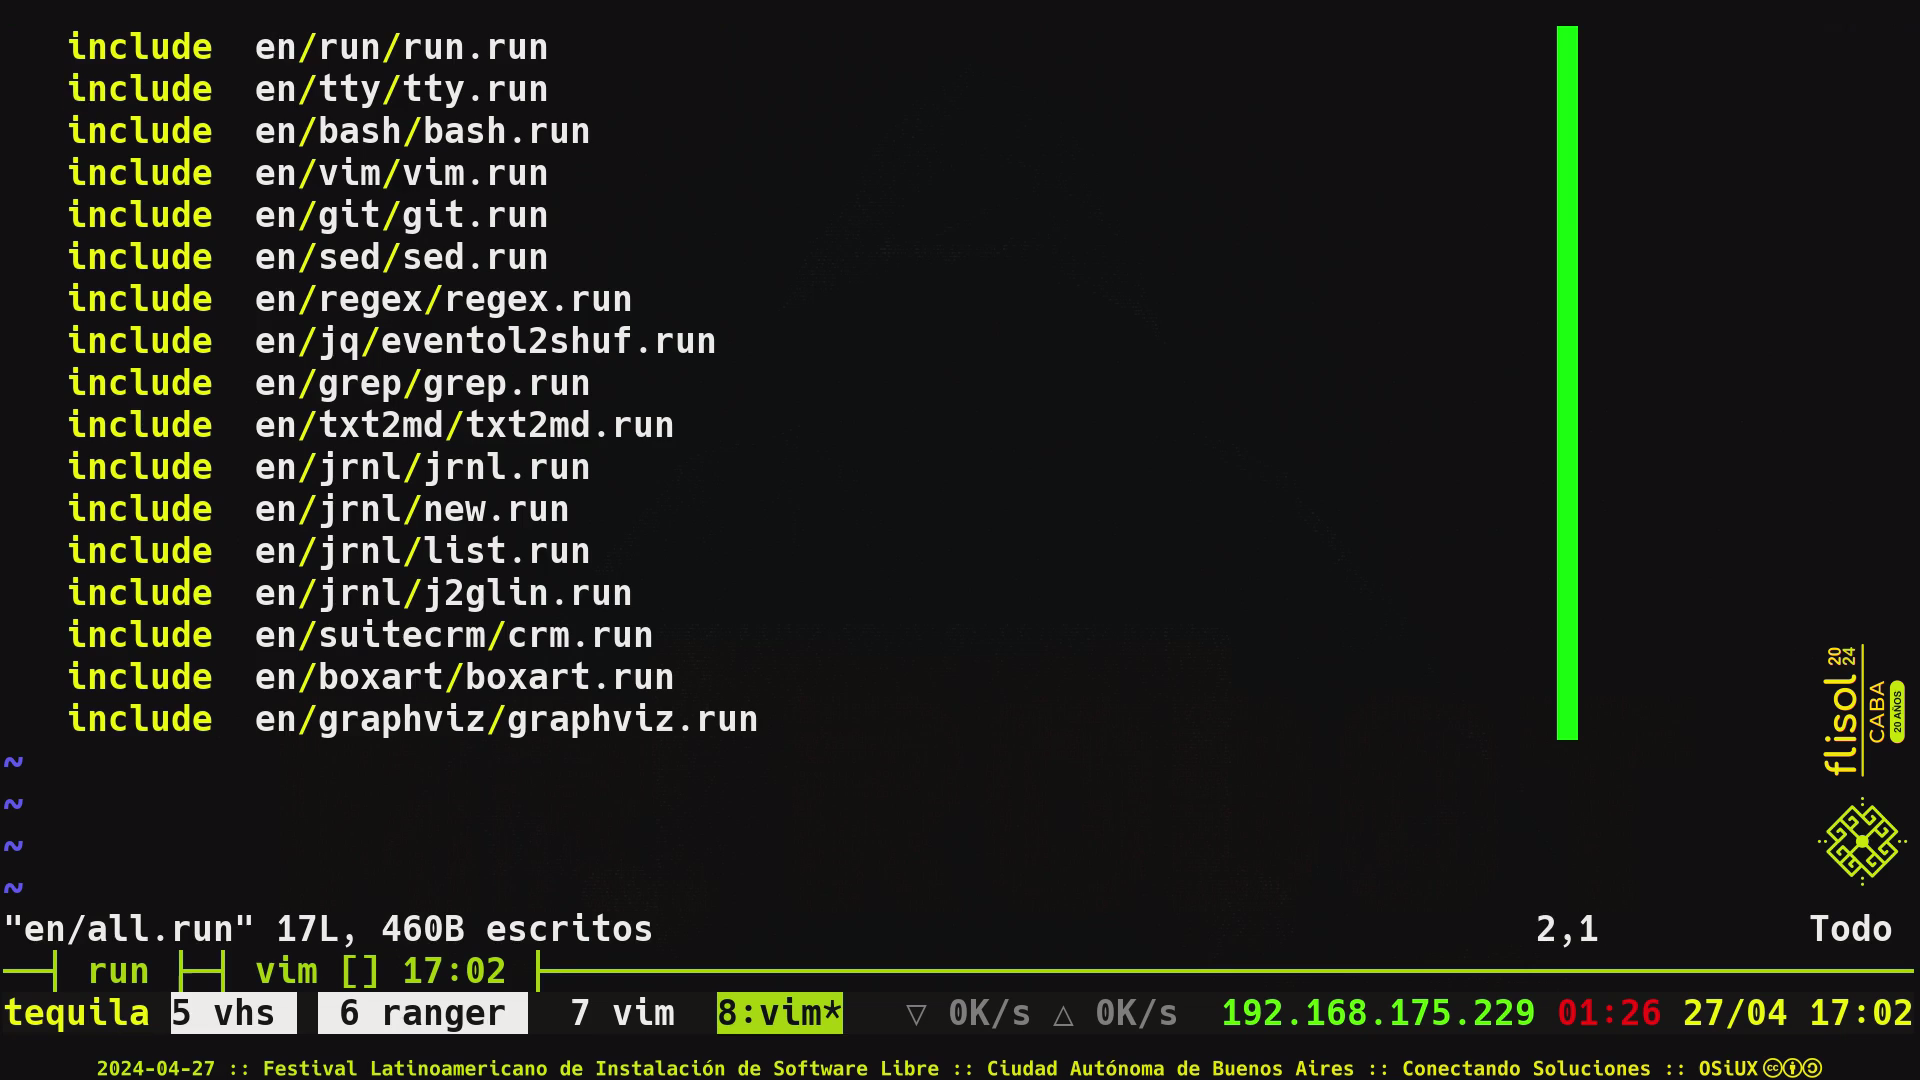 include  en/run/run.run
include  en/tty/tty.run
include  en/bash/bash.run
include  en/vim/vim.run
include  en/git/git.run
include  en/sed/sed.run
include  en/regex/regex.run
include  en/jq/eventol2shuf.run
include  en/grep/grep.run
include  en/txt2md/txt2md.run
include  en/jrnl/jrnl.run
include  en/jrnl/new.run
include  en/jrnl/list.run
include  en/jrnl/j2glin.run
include  en/suitecrm/crm.run
include  en/boxart/boxart.run
include  en/graphviz/graphviz.run
~
~
~
~
flisol 2024
CABA
20 AÑOS
"en/all.run" 17L, 460B escritos 2,1 Todo
run vim [] 17:02
tequila 5 vhs 6 ranger 7 vim 8:vim* ▽ 0K/s △ 0K/s 192.168.175.229 01:26 27/04 17:02
2024-04-27 :: Festival Latinoamericano de Instalación de Software Libre :: Ciudad Autónoma de Buenos Aires :: Conectando Soluciones :: OSiUX